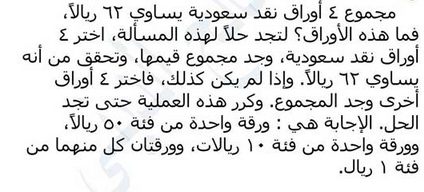 مجموع ٤ أوراق نقد سعودية يساوي ٦٢ ريالاً،
فما هذه الأوراق؟ لتجد حلاً لهذه المسألة، اختر ٤
أوراق نقد سعودية، وجد مجموع قيمها، وتحقق من أنه
يساوي ٦٢ ريالاً. وإذا لم يكن كذلك، فاختر ٤ أوراق
أخرى وجد المجموع. وكرر هذه العملية حتى تجد
الحل. الإجابة هي : ورقة واحدة من فئة ٥٠ ريالاً،
وورقة واحدة من فئة ١٠ ريالات، وورقتان كل منهما من
فئة ١ ريال.